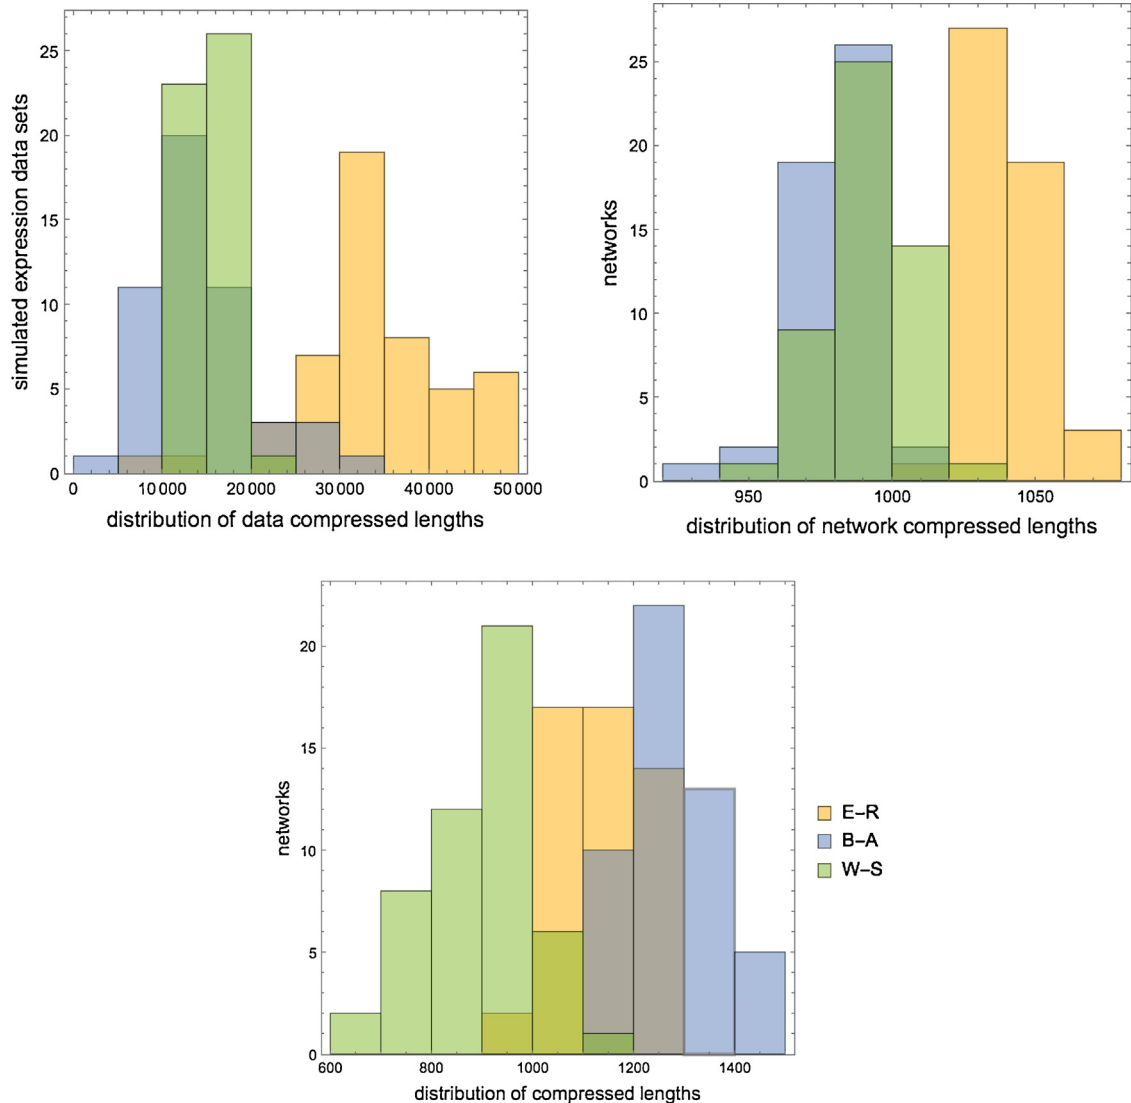 simulated expression data sets
25
20
15
10
5
0
0 10 000 20 000 30 000 40 000 50 000
distribution of data compressed lengths
networks
25
20
15
10
5
0
950 1000 1050
distribution of network compressed lengths
networks
20
15
10
5
0
600 800 1000 1200 1400
distribution of compressed lengths
E–R
B–A
W–S